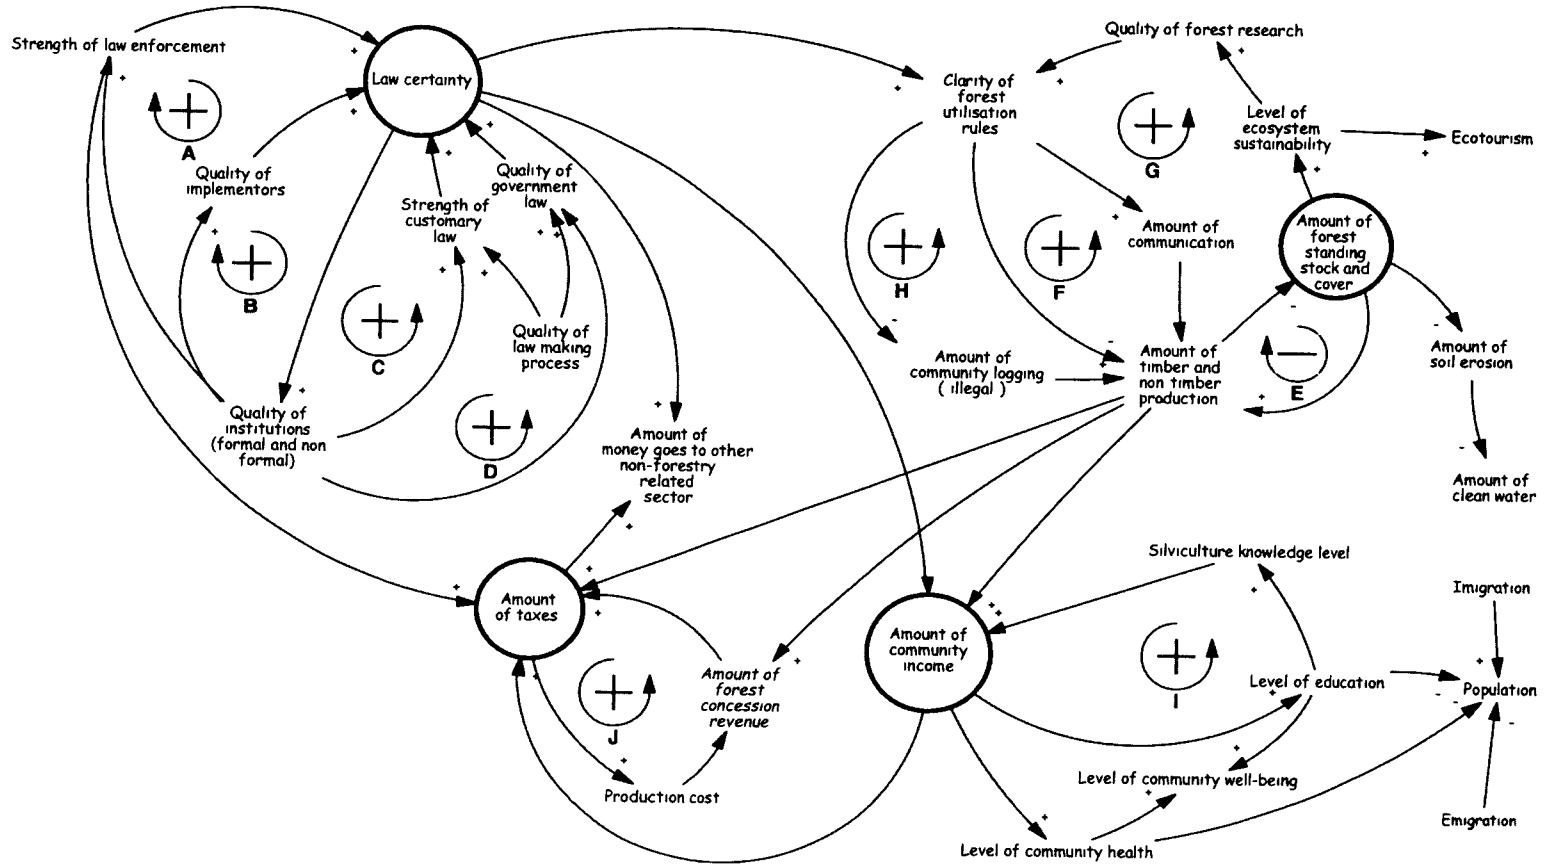 Strength of law enforcement
Law certainty
Quality of forest research
Clarity of
forest
utilisation
rules
Level of
ecosystem
sustainability
Ecotourism
A
G
Quality of
implementors
Strength of
customary
law
Quality of
government
law
Amount of
communication
Amount of
forest
standing
stock and
cover
B
H
F
C
E
Quality of
law making
process
Amount of
community logging
( illegal )
Amount of
timber and
non timber
production
Amount of
soil erosion
Quality of
institutions
(formal and non
formal)
D
Amount of
money goes to other
non-forestry
related
sector
Amount of
clean water
Silviculture knowledge level
Imigration
Amount
of taxes
Amount of
community
income
I
Level of education
Population
Amount of
forest
concession
revenue
J
Production cost
Level of community well-being
Emigration
Level of community health